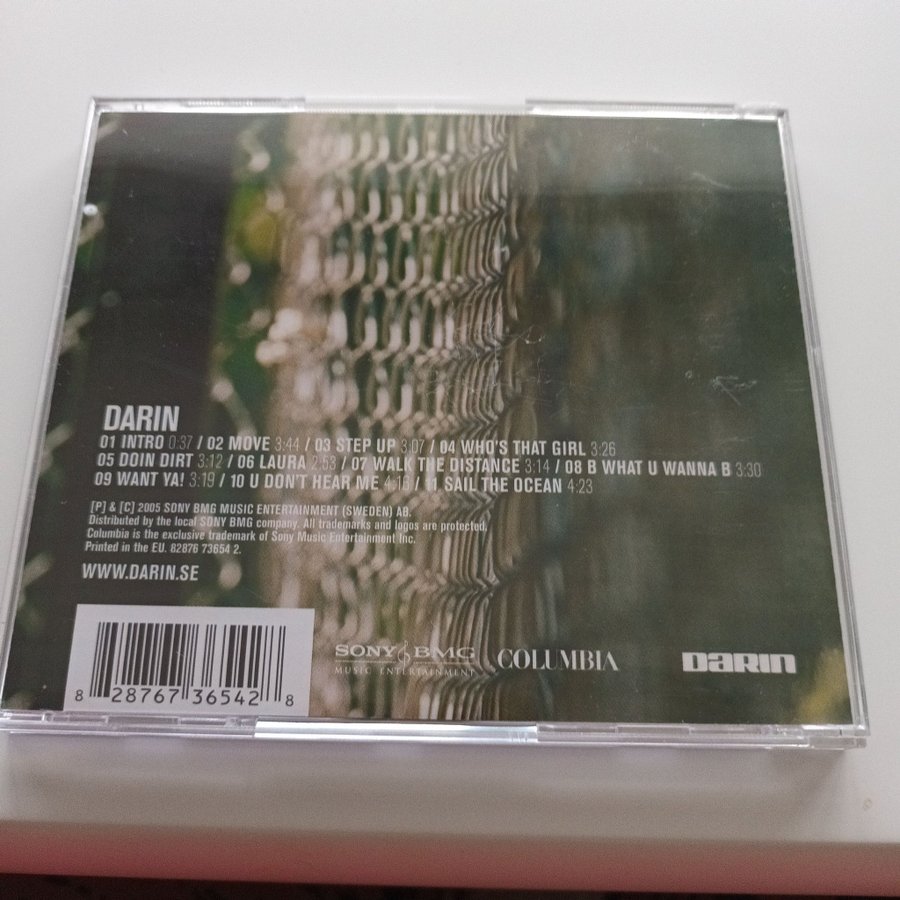 DARIN
01 INTRO 0:37 / 02 MOVE 3:44 / 03 STEP UP 3:07 / 04 WHO'S THAT GIRL 3:26
05 DOIN DIRT 3:12 / 06 LAURA 2:53 / 07 WALK THE DISTANCE 3:14 / 08 B WHAT U WANNA B 3:30
09 WANT YA! 3:19 / 10 U DON'T HEAR ME 4:16 / 11 SAIL THE OCEAN 4:23
[P] & [C] 2005 SONY BMG MUSIC ENTERTAINMENT (SWEDEN) AB.
Distributed by the local SONY BMG company. All trademarks and logos are protected.
Columbia is the exclusive trademark of Sony Music Entertainment Inc.
Printed in the EU. 82876 73654 2.
WWW.DARIN.SE
8 28767 36542 8
SONY BMG
MUSIC ENTERTAINMENT
COLUMBIA
DARIN